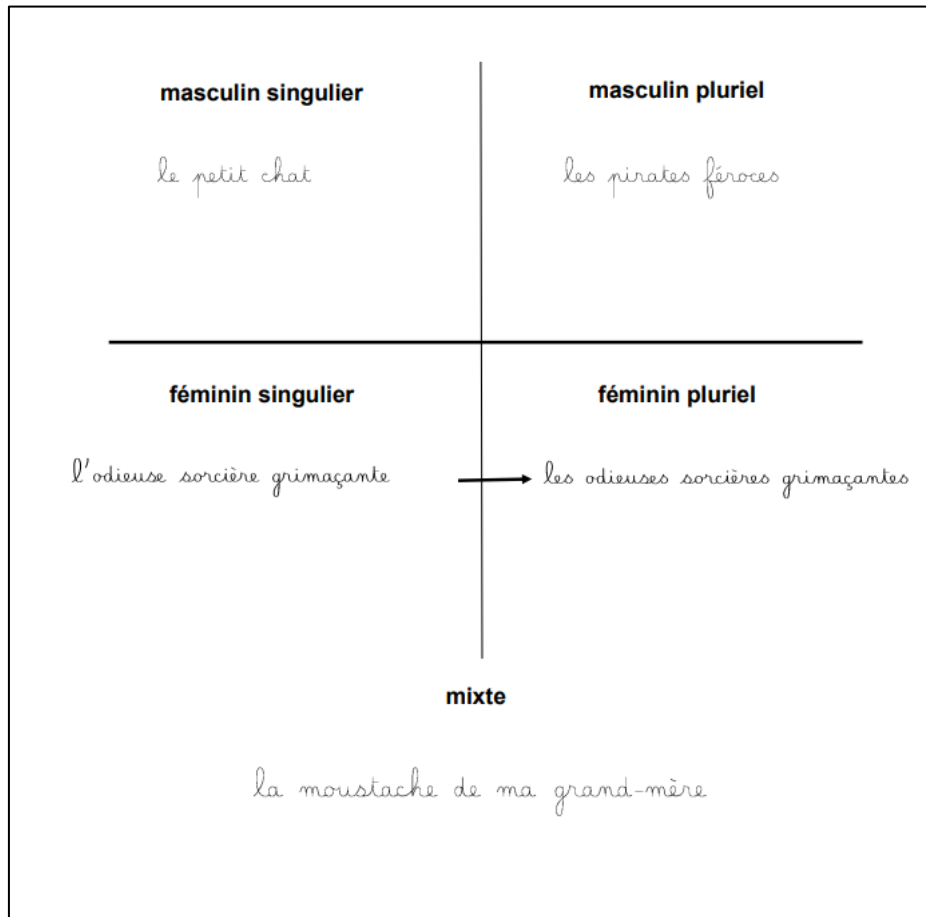 masculin singulier
masculin pluriel
le petit chat
les pirates féroces
féminin singulier
féminin pluriel
l'odieuse sorcière grimaçante
les odieuses sorcières grimaçantes
mixte
la moustache de ma grand-mère